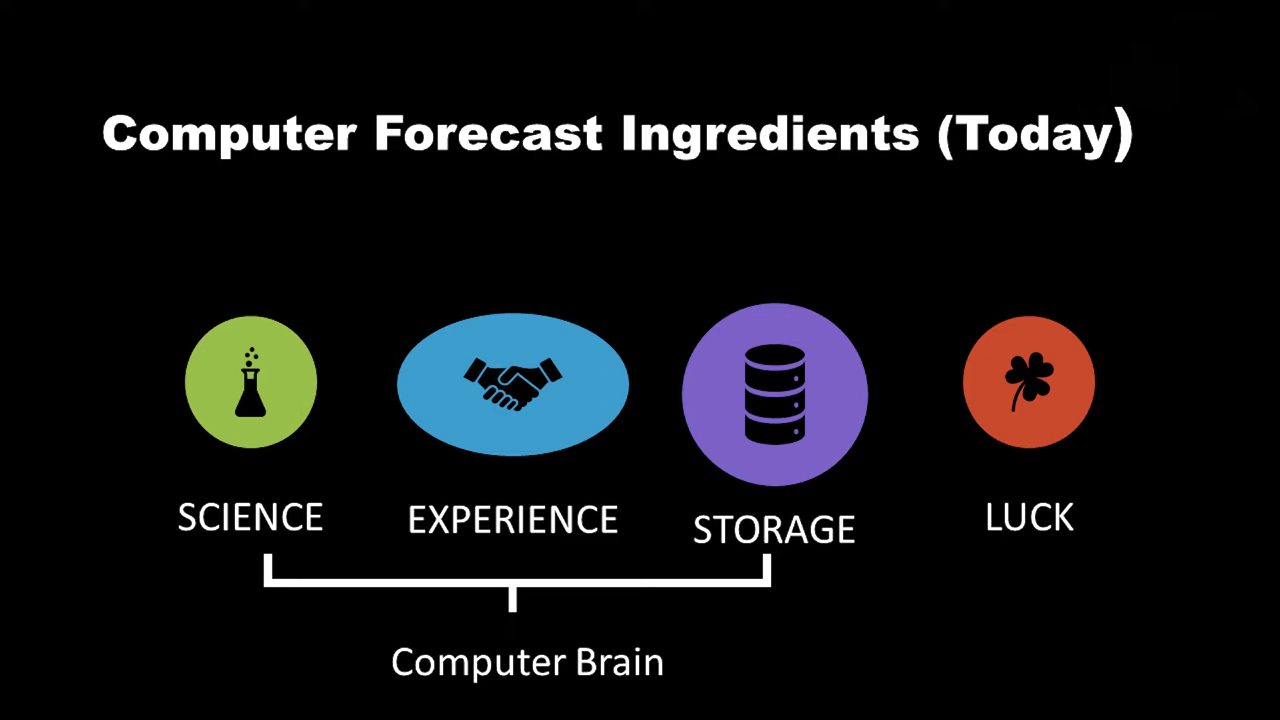 Computer Forecast Ingredients (Today)
SCIENCE
EXPERIENCE
STORAGE
LUCK
Computer Brain